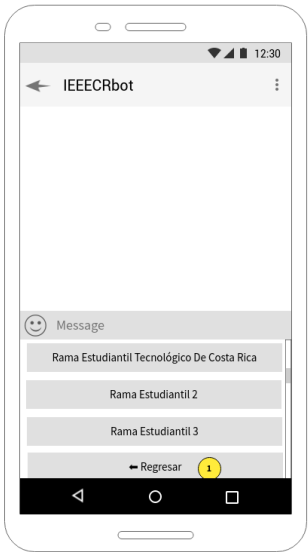 12:30
IEEECRbot
Message
Rama Estudiantil Tecnológico De Costa Rica
Rama Estudiantil 2
Rama Estudiantil 3
⬅ Regresar 1